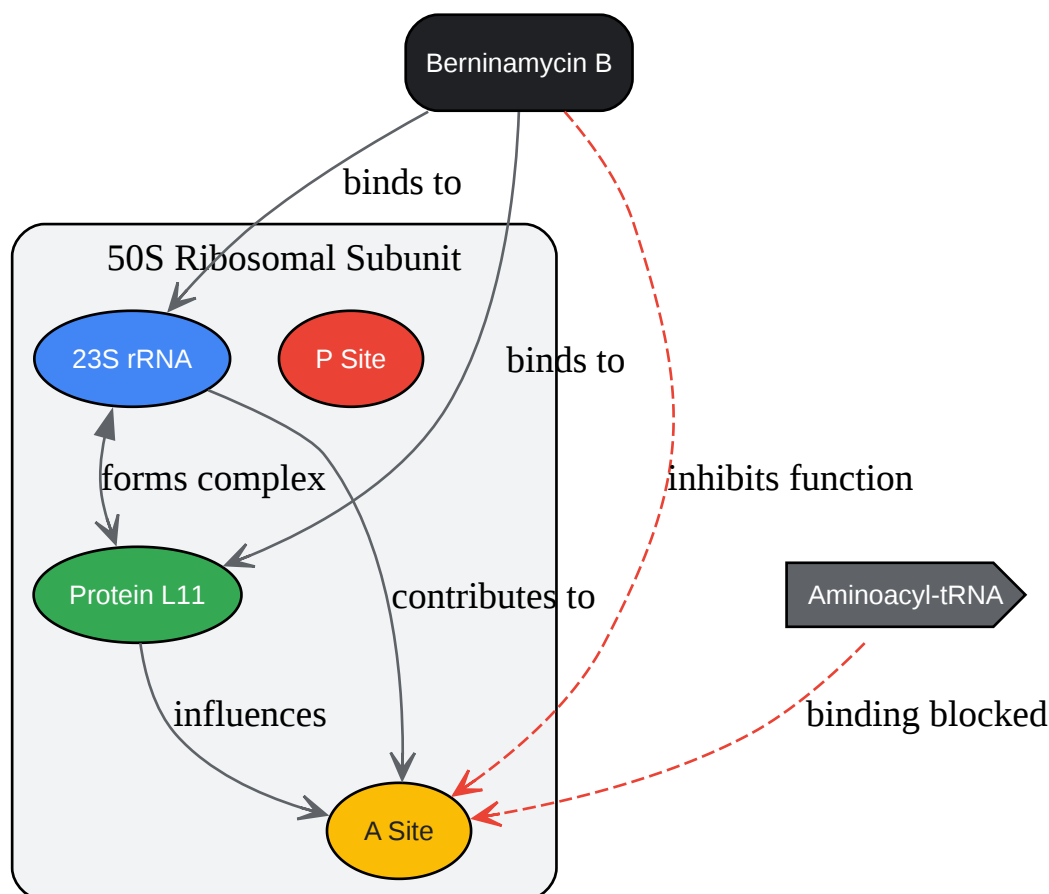 Berninamycin B
binds to
50S Ribosomal Subunit
23S rRNA
P Site
binds to
forms complex
inhibits function
Protein L11
contributes to
Aminoacyl-tRNA
influences
binding blocked
A Site